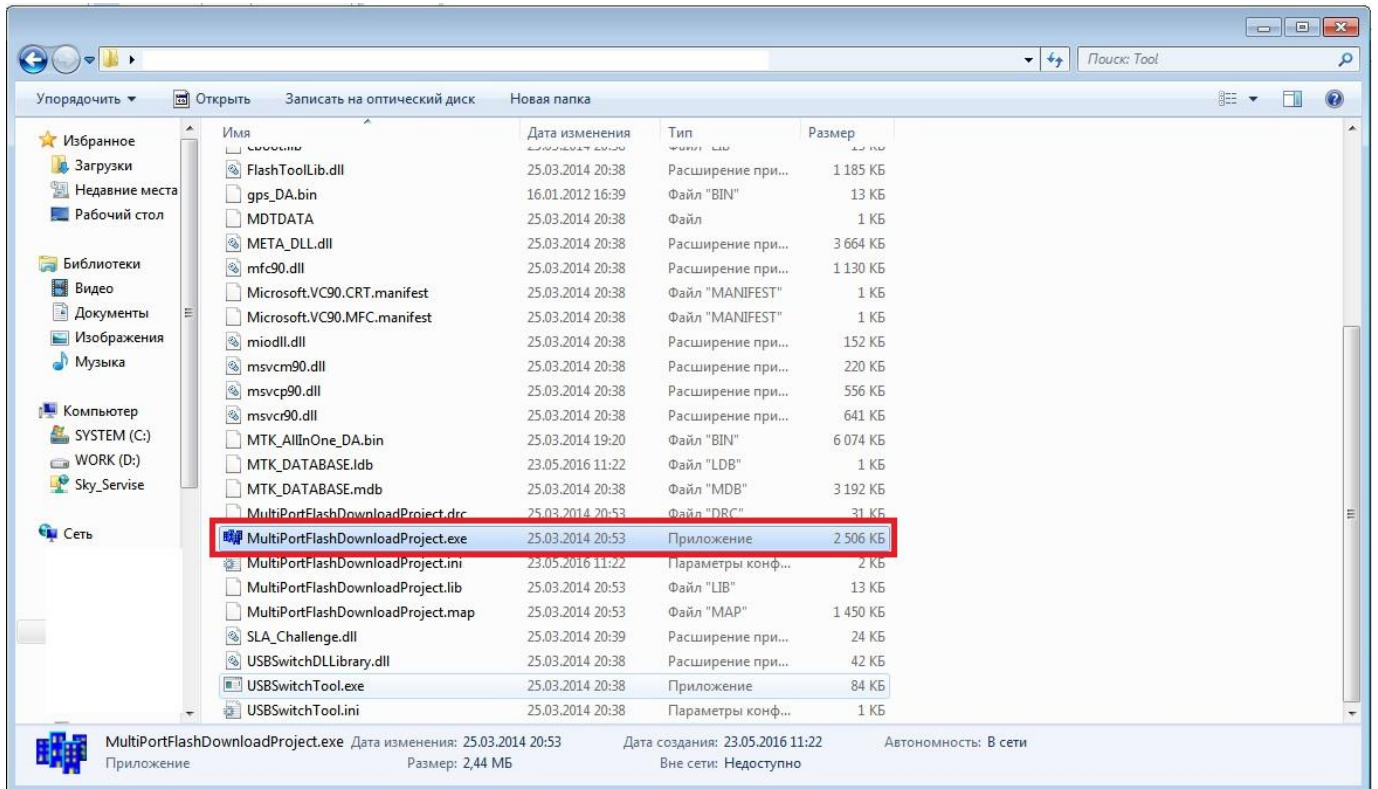 Поиск: Tool
Упорядочить Открыть Записать на оптический диск Новая папка
Избранное
Загрузки
Недавние места
Рабочий стол
Библиотеки
Видео
Документы
Изображения
Музыка
Компьютер
SYSTEM (C:)
WORK (D:)
Sky_Servise
Сеть
Имя Дата изменения Тип Размер
FlashToolLib.dll 25.03.2014 20:38 Расширение при... 1 185 КБ
gps_DA.bin 16.01.2012 16:39 Файл "BIN" 13 КБ
MDTDATA 25.03.2014 20:38 Файл 1 КБ
META_DLL.dll 25.03.2014 20:38 Расширение при... 3 664 КБ
mfc90.dll 25.03.2014 20:38 Расширение при... 1 130 КБ
Microsoft.VC90.CRT.manifest 25.03.2014 20:38 Файл "MANIFEST" 1 КБ
Microsoft.VC90.MFC.manifest 25.03.2014 20:38 Файл "MANIFEST" 1 КБ
miodll.dll 25.03.2014 20:38 Расширение при... 152 КБ
msvcm90.dll 25.03.2014 20:38 Расширение при... 220 КБ
msvcp90.dll 25.03.2014 20:38 Расширение при... 556 КБ
msvcr90.dll 25.03.2014 20:38 Расширение при... 641 КБ
MTK_AllInOne_DA.bin 25.03.2014 19:20 Файл "BIN" 6 074 КБ
MTK_DATABASE.ldb 23.05.2016 11:22 Файл "LDB" 1 КБ
MTK_DATABASE.mdb 25.03.2014 20:38 Файл "MDB" 3 192 КБ
MultiPortFlashDownloadProject.drc 25.03.2014 20:53 Файл "DRC" 31 КБ
MultiPortFlashDownloadProject.exe 25.03.2014 20:53 Приложение 2 506 КБ
MultiPortFlashDownloadProject.ini 23.05.2016 11:22 Параметры конф... 2 КБ
MultiPortFlashDownloadProject.lib 25.03.2014 20:53 Файл "LIB" 13 КБ
MultiPortFlashDownloadProject.map 25.03.2014 20:53 Файл "MAP" 1 450 КБ
SLA_Challenge.dll 25.03.2014 20:39 Расширение при... 24 КБ
USBSwitchDLLibrary.dll 25.03.2014 20:38 Расширение при... 42 КБ
USBSwitchTool.exe 25.03.2014 20:38 Приложение 84 КБ
USBSwitchTool.ini 25.03.2014 20:38 Параметры конф... 1 КБ
MultiPortFlashDownloadProject.exe Дата изменения: 25.03.2014 20:53 Дата создания: 23.05.2016 11:22 Автономность: В сети
Приложение Размер: 2,44 МБ Вне сети: Недоступно